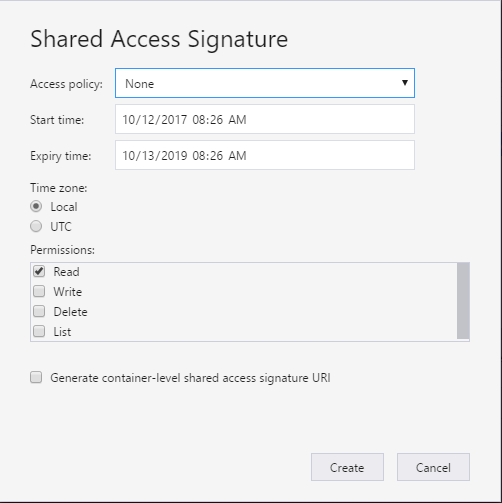 Shared Access Signature
Access policy: None
Start time: 10/12/2017 08:26 AM
Expiry time: 10/13/2019 08:26 AM
Time zone:
Local
UTC
Permissions:
Read
Write
Delete
List
Generate container-level shared access signature URI
Create Cancel